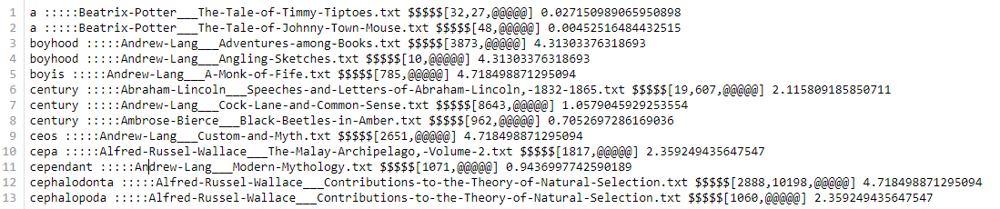 1 a :::::Beatrix-Potter___The-Tale-of-Timmy-Tiptoes.txt $$$$$[32,27,@@@@@] 0.027150989065950898
2 a :::::Beatrix-Potter___The-Tale-of-Johnny-Town-Mouse.txt $$$$$[48,@@@@@] 0.00452516484432515
3 boyhood :::::Andrew-Lang___Adventures-among-Books.txt $$$$$[3873,@@@@@] 4.31303376318693
4 boyhood :::::Andrew-Lang___Angling-Sketches.txt $$$$$[10,@@@@@] 4.31303376318693
5 boyis :::::Andrew-Lang___A-Monk-of-Fife.txt $$$$$[785,@@@@@] 4.718498871295094
6 century :::::Abraham-Lincoln___Speeches-and-Letters-of-Abraham-Lincoln,-1832-1865.txt $$$$$[19,607,@@@@@] 2.115809185850711
7 century :::::Andrew-Lang___Cock-Lane-and-Common-Sense.txt $$$$$[8643,@@@@@] 1.0579045929253554
8 century :::::Ambrose-Bierce___Black-Beetles-in-Amber.txt $$$$$[962,@@@@@] 0.7052697286169036
9 ceos :::::Andrew-Lang___Custom-and-Myth.txt $$$$$[2651,@@@@@] 4.718498871295094
10 cepa :::::Alfred-Russel-Wallace___The-Malay-Archipelago,-Volume-2.txt $$$$$[1817,@@@@@] 2.359249435647547
11 cependant :::::Andrew-Lang___Modern-Mythology.txt $$$$$[1071,@@@@@] 0.9436997742590189
12 cephalodonta :::::Alfred-Russel-Wallace___Contributions-to-the-Theory-of-Natural-Selection.txt $$$$$[2888,10198,@@@@@] 4.718498871295094
13 cephalopoda :::::Alfred-Russel-Wallace___Contributions-to-the-Theory-of-Natural-Selection.txt $$$$$[1060,@@@@@] 2.359249435647547